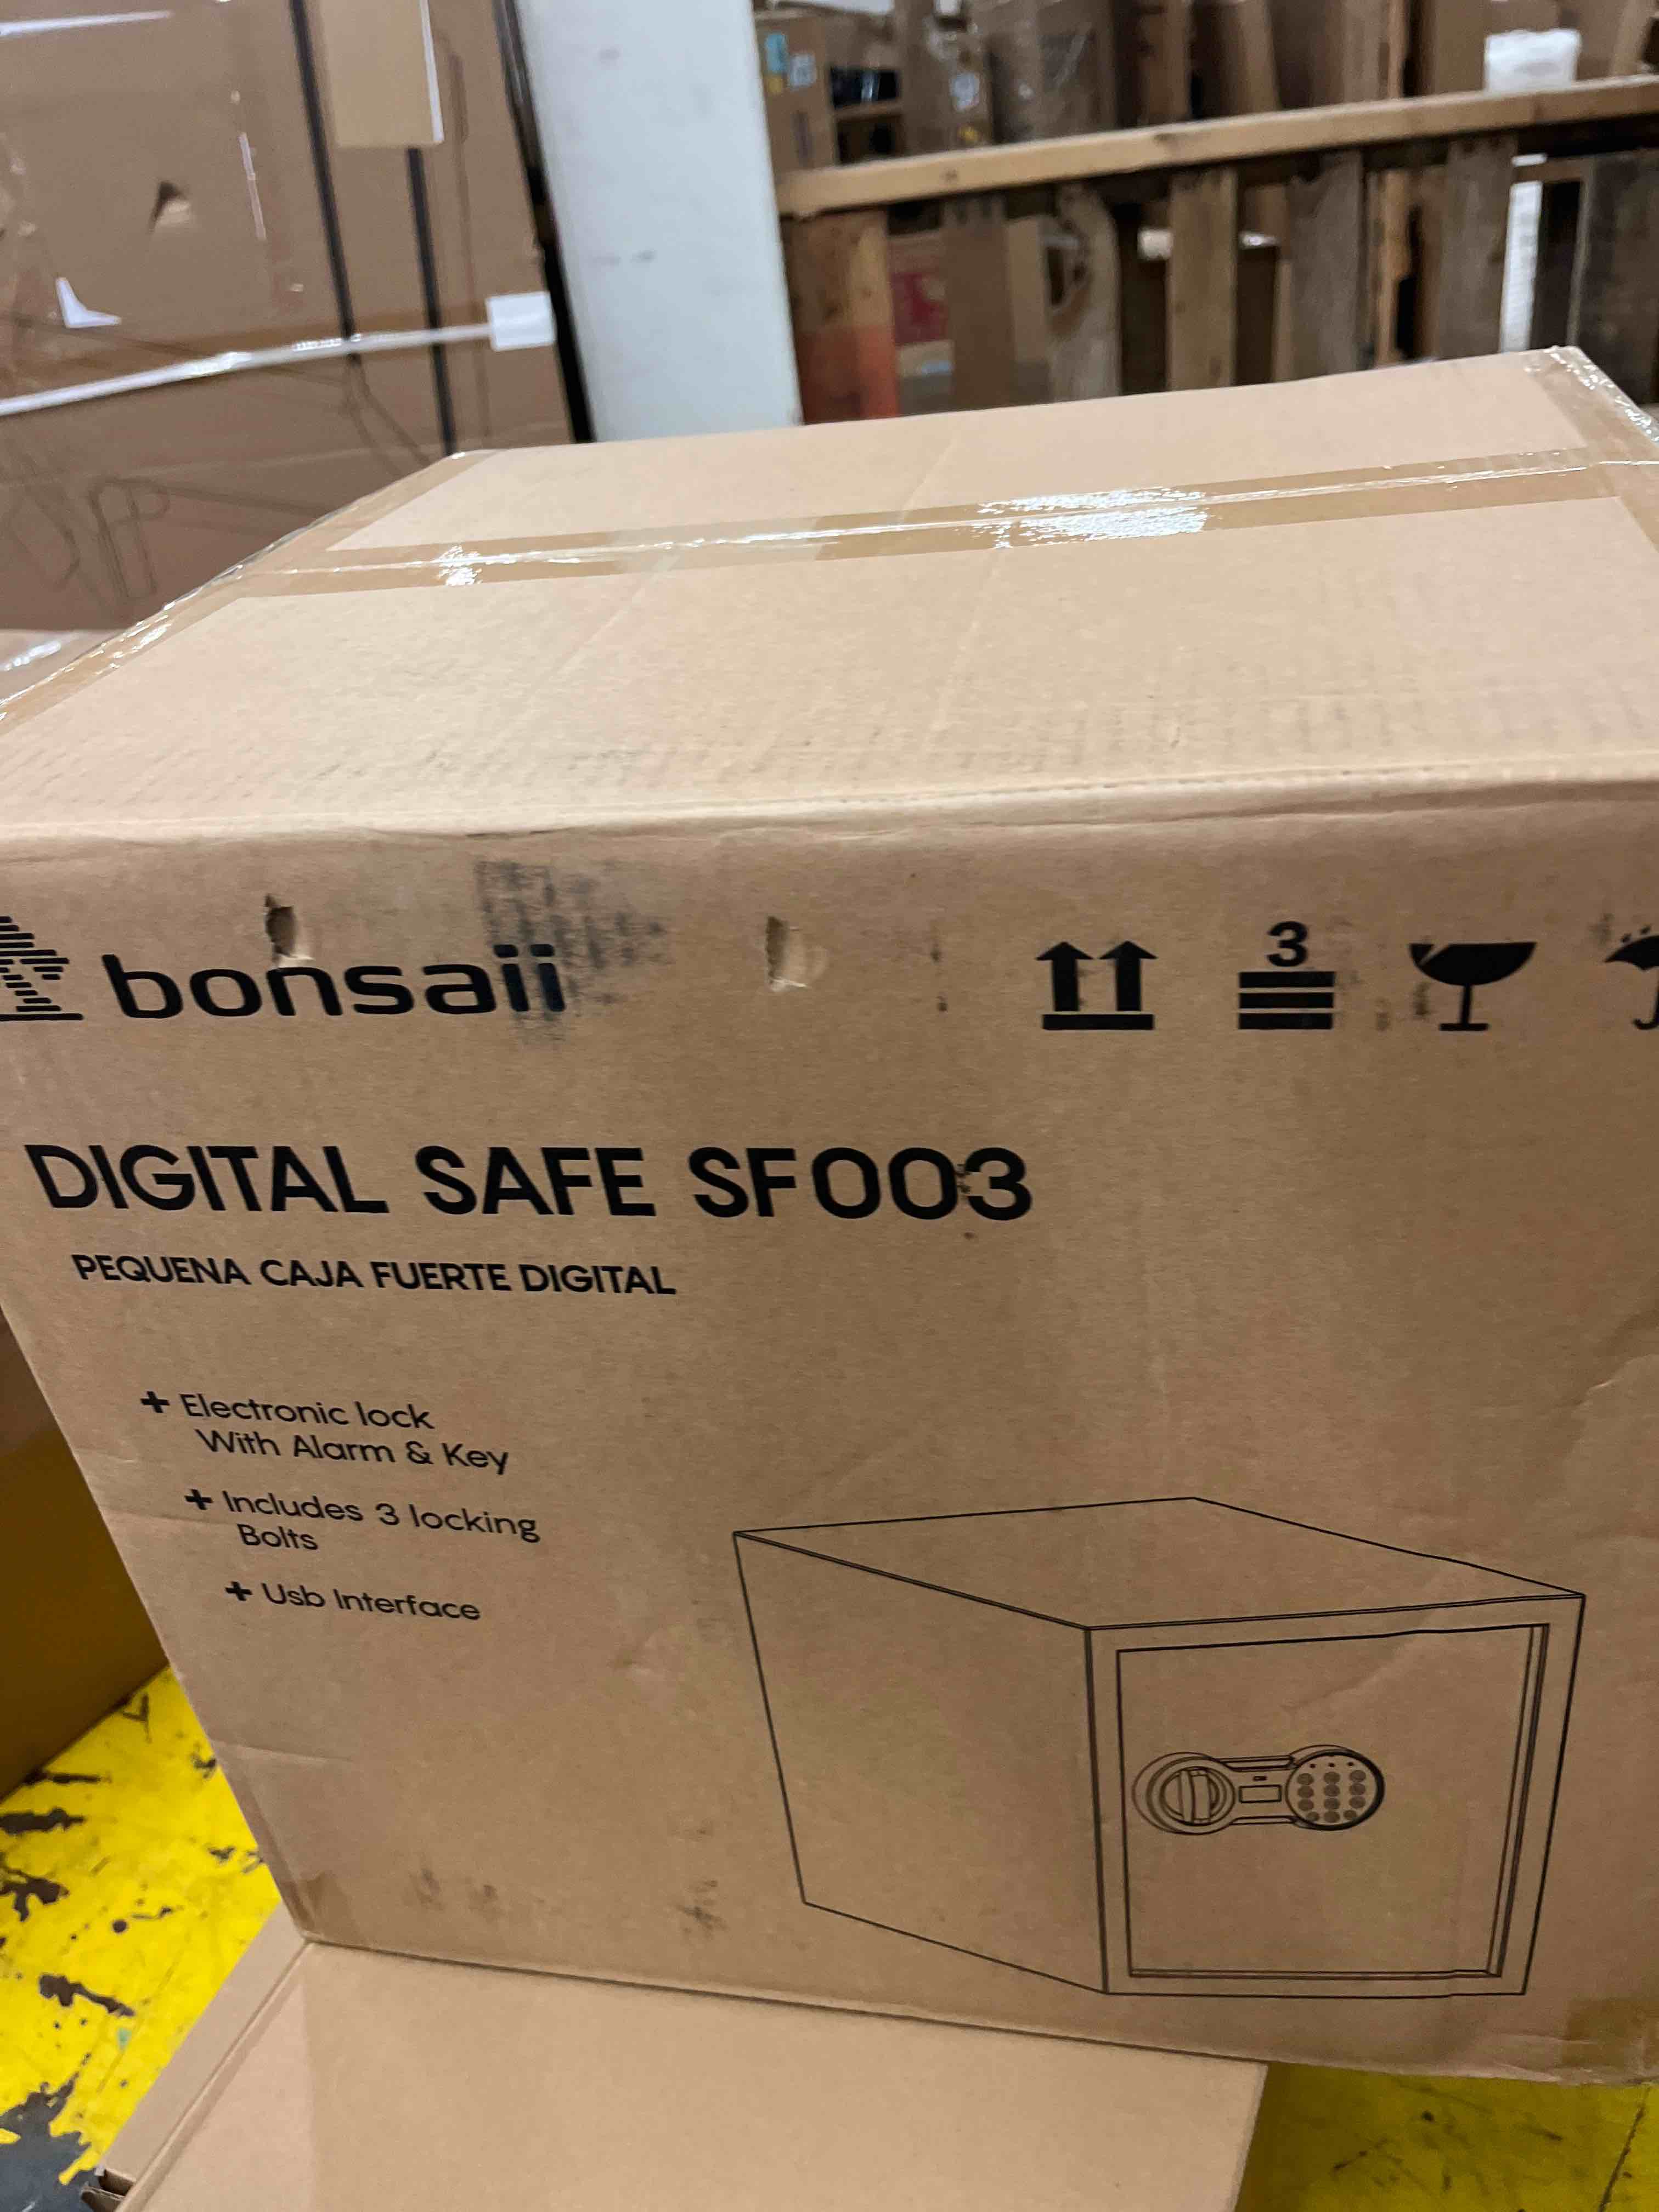 bonsaii
3
DIGITAL SAFE SF003
PEQUENA CAJA FUERTE DIGITAL
+ Electronic lock
With Alarm & Key
+ Includes 3 locking
Bolts
+ Usb Interface